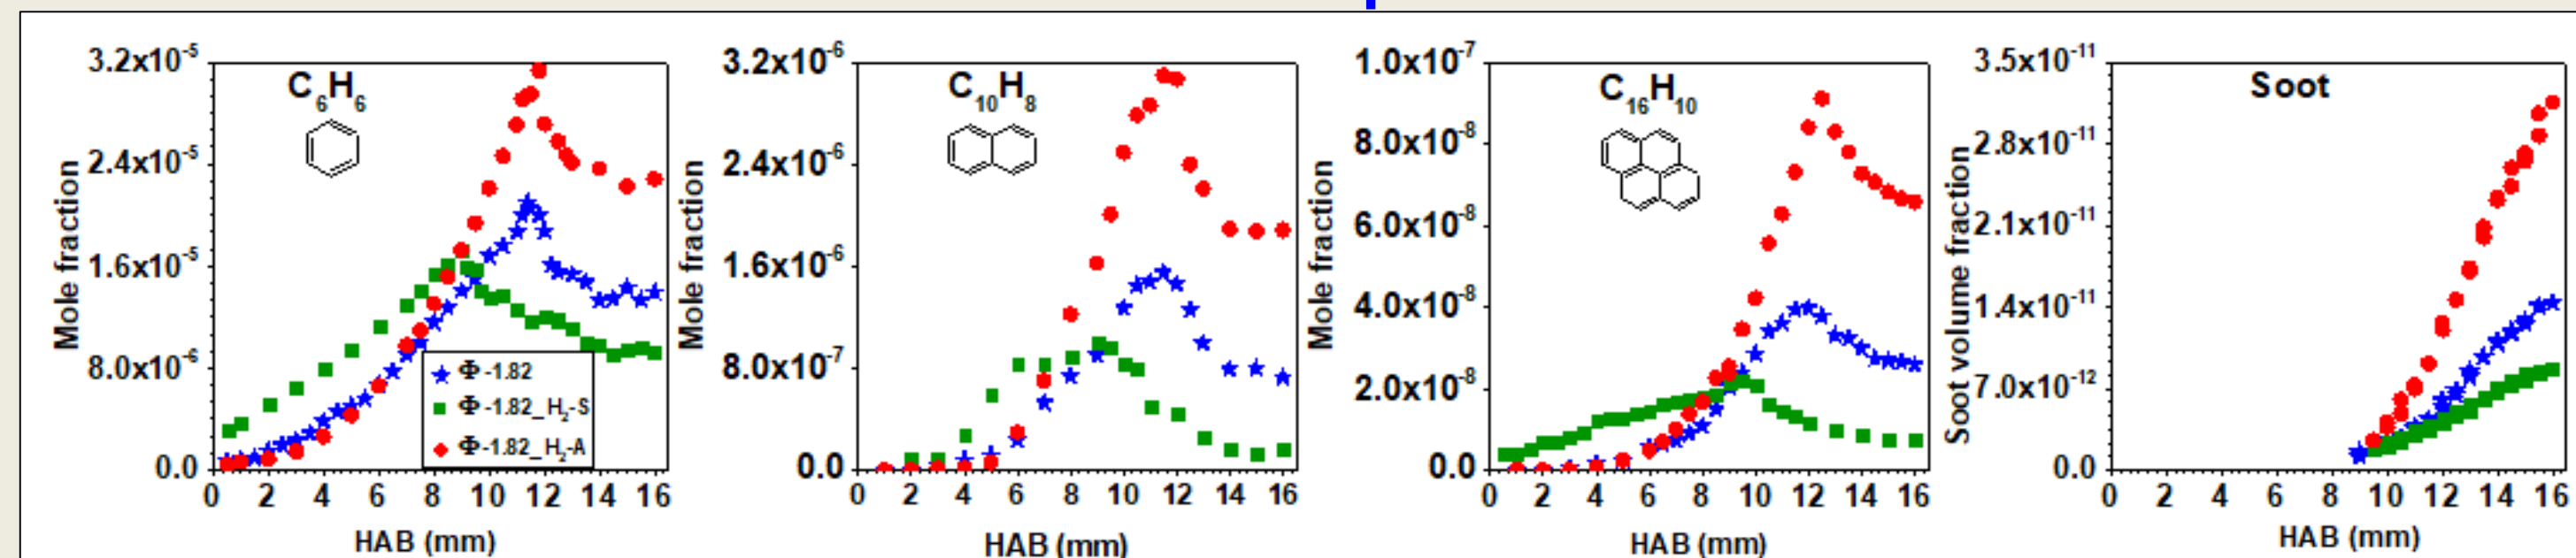 3.2x10⁻⁵
2.4x10⁻⁵
1.6x10⁻⁵
8.0x10⁻⁶
0.0
Mole fraction
C₆H₆
Φ -1.82
Φ -1.82_H₂-S
Φ -1.82_H₂-A
0 2 4 6 8 10 12 14 16
HAB (mm)
3.2x10⁻⁶
2.4x10⁻⁶
1.6x10⁻⁶
8.0x10⁻⁷
0.0
Mole fraction
C₁₀H₈
0 2 4 6 8 10 12 14 16
HAB (mm)
1.0x10⁻⁷
8.0x10⁻⁸
6.0x10⁻⁸
4.0x10⁻⁸
2.0x10⁻⁸
0.0
Mole fraction
C₁₆H₁₀
0 2 4 6 8 10 12 14 16
HAB (mm)
3.5x10⁻¹¹
2.8x10⁻¹¹
2.1x10⁻¹¹
1.4x10⁻¹¹
7.0x10⁻¹²
0.0
Soot volume fraction
Soot
0 2 4 6 8 10 12 14 16
HAB (mm)